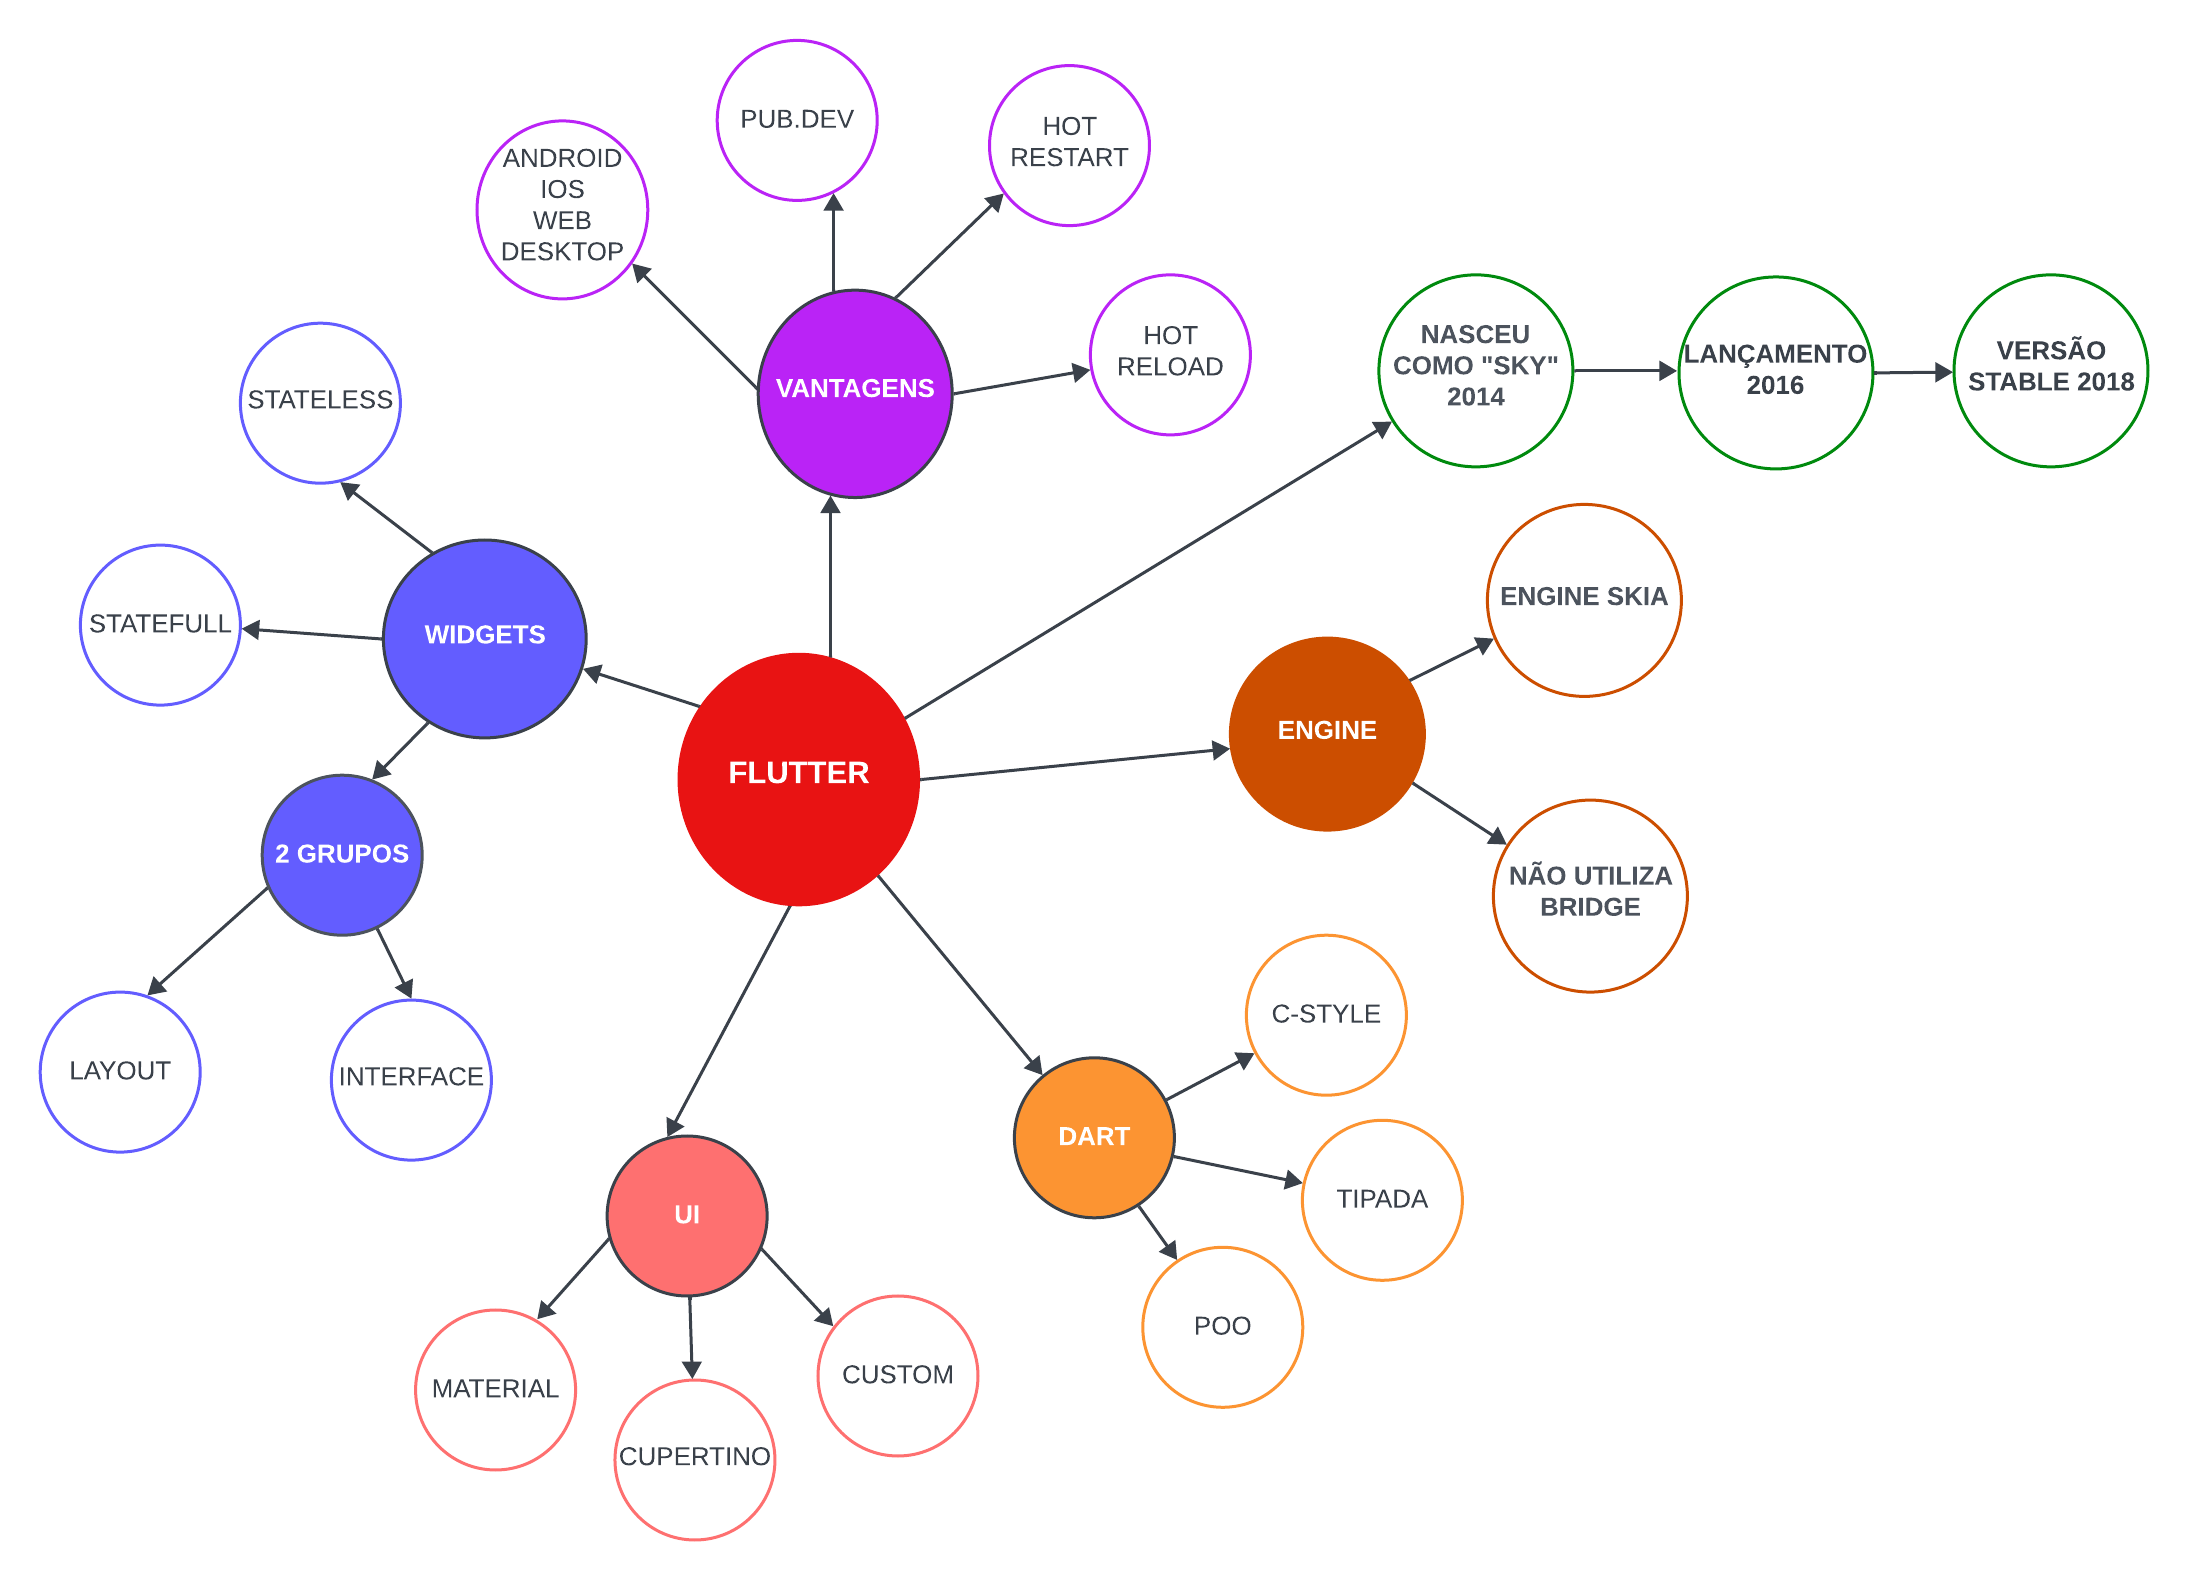 PUB.DEV
HOT
RESTART
ANDROID
IOS
WEB
DESKTOP
HOT
RELOAD
VANTAGENS
NASCEU
COMO "SKY"
2014
LANÇAMENTO
2016
VERSÃO
STABLE 2018
STATELESS
STATEFULL
WIDGETS
ENGINE SKIA
ENGINE
FLUTTER
2 GRUPOS
NÃO UTILIZA
BRIDGE
LAYOUT
INTERFACE
C-STYLE
DART
TIPADA
UI
POO
MATERIAL
CUPERTINO
CUSTOM